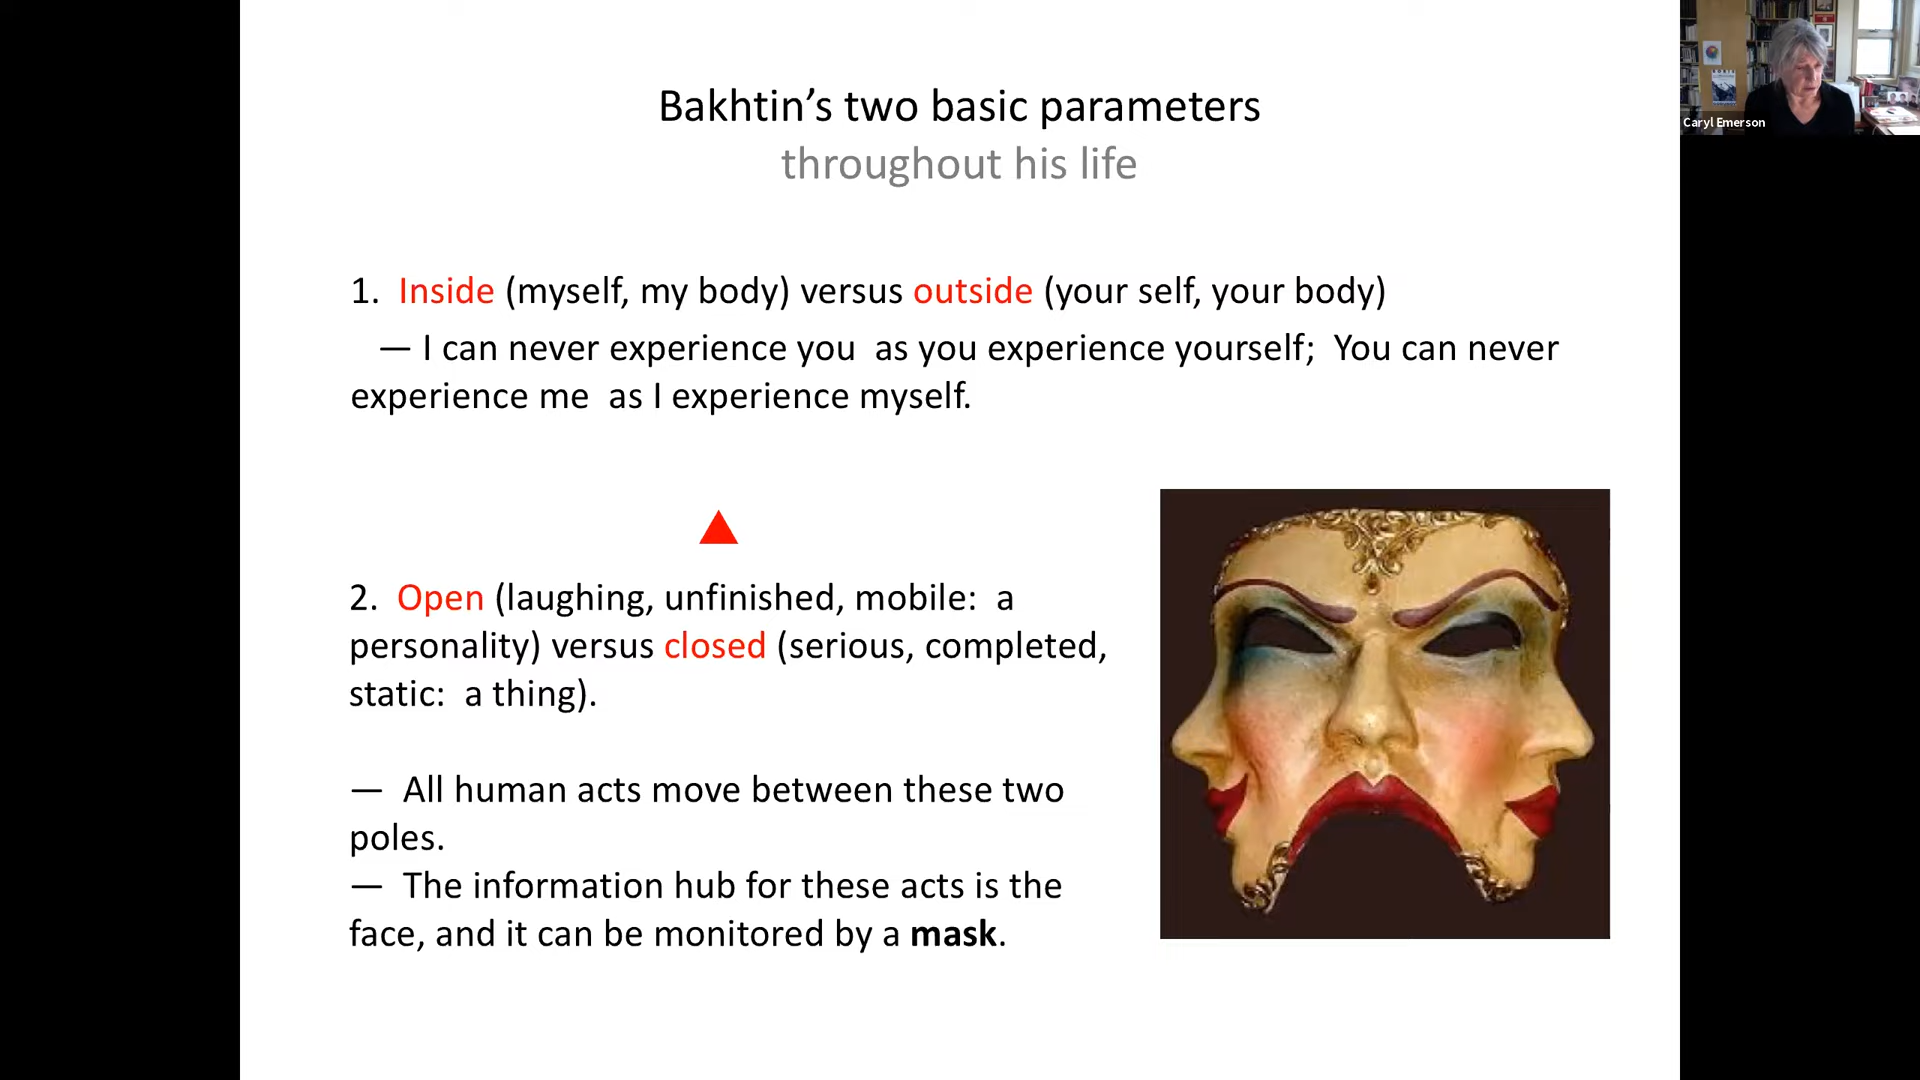 Bakhtin’s two basic parameters
throughout his life
Caryl Emerson
1. Inside (myself, my body) versus outside (your self, your body)
— I can never experience you as you experience yourself; You can never
experience me as I experience myself.
2. Open (laughing, unfinished, mobile: a
personality) versus closed (serious, completed,
static: a thing).
— All human acts move between these two
poles.
— The information hub for these acts is the
face, and it can be monitored by a mask.